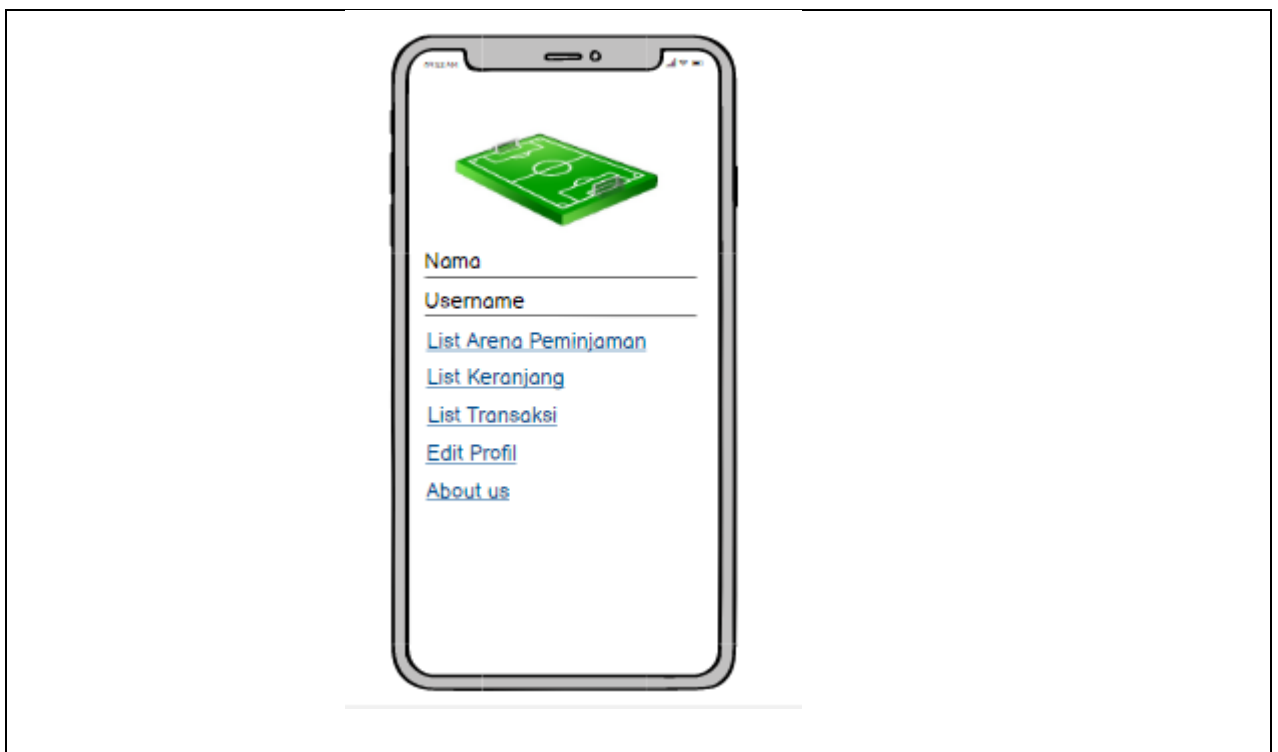 Nama
Username
List Arena Peminjaman
List Keranjang
List Transaksi
Edit Profil
About us